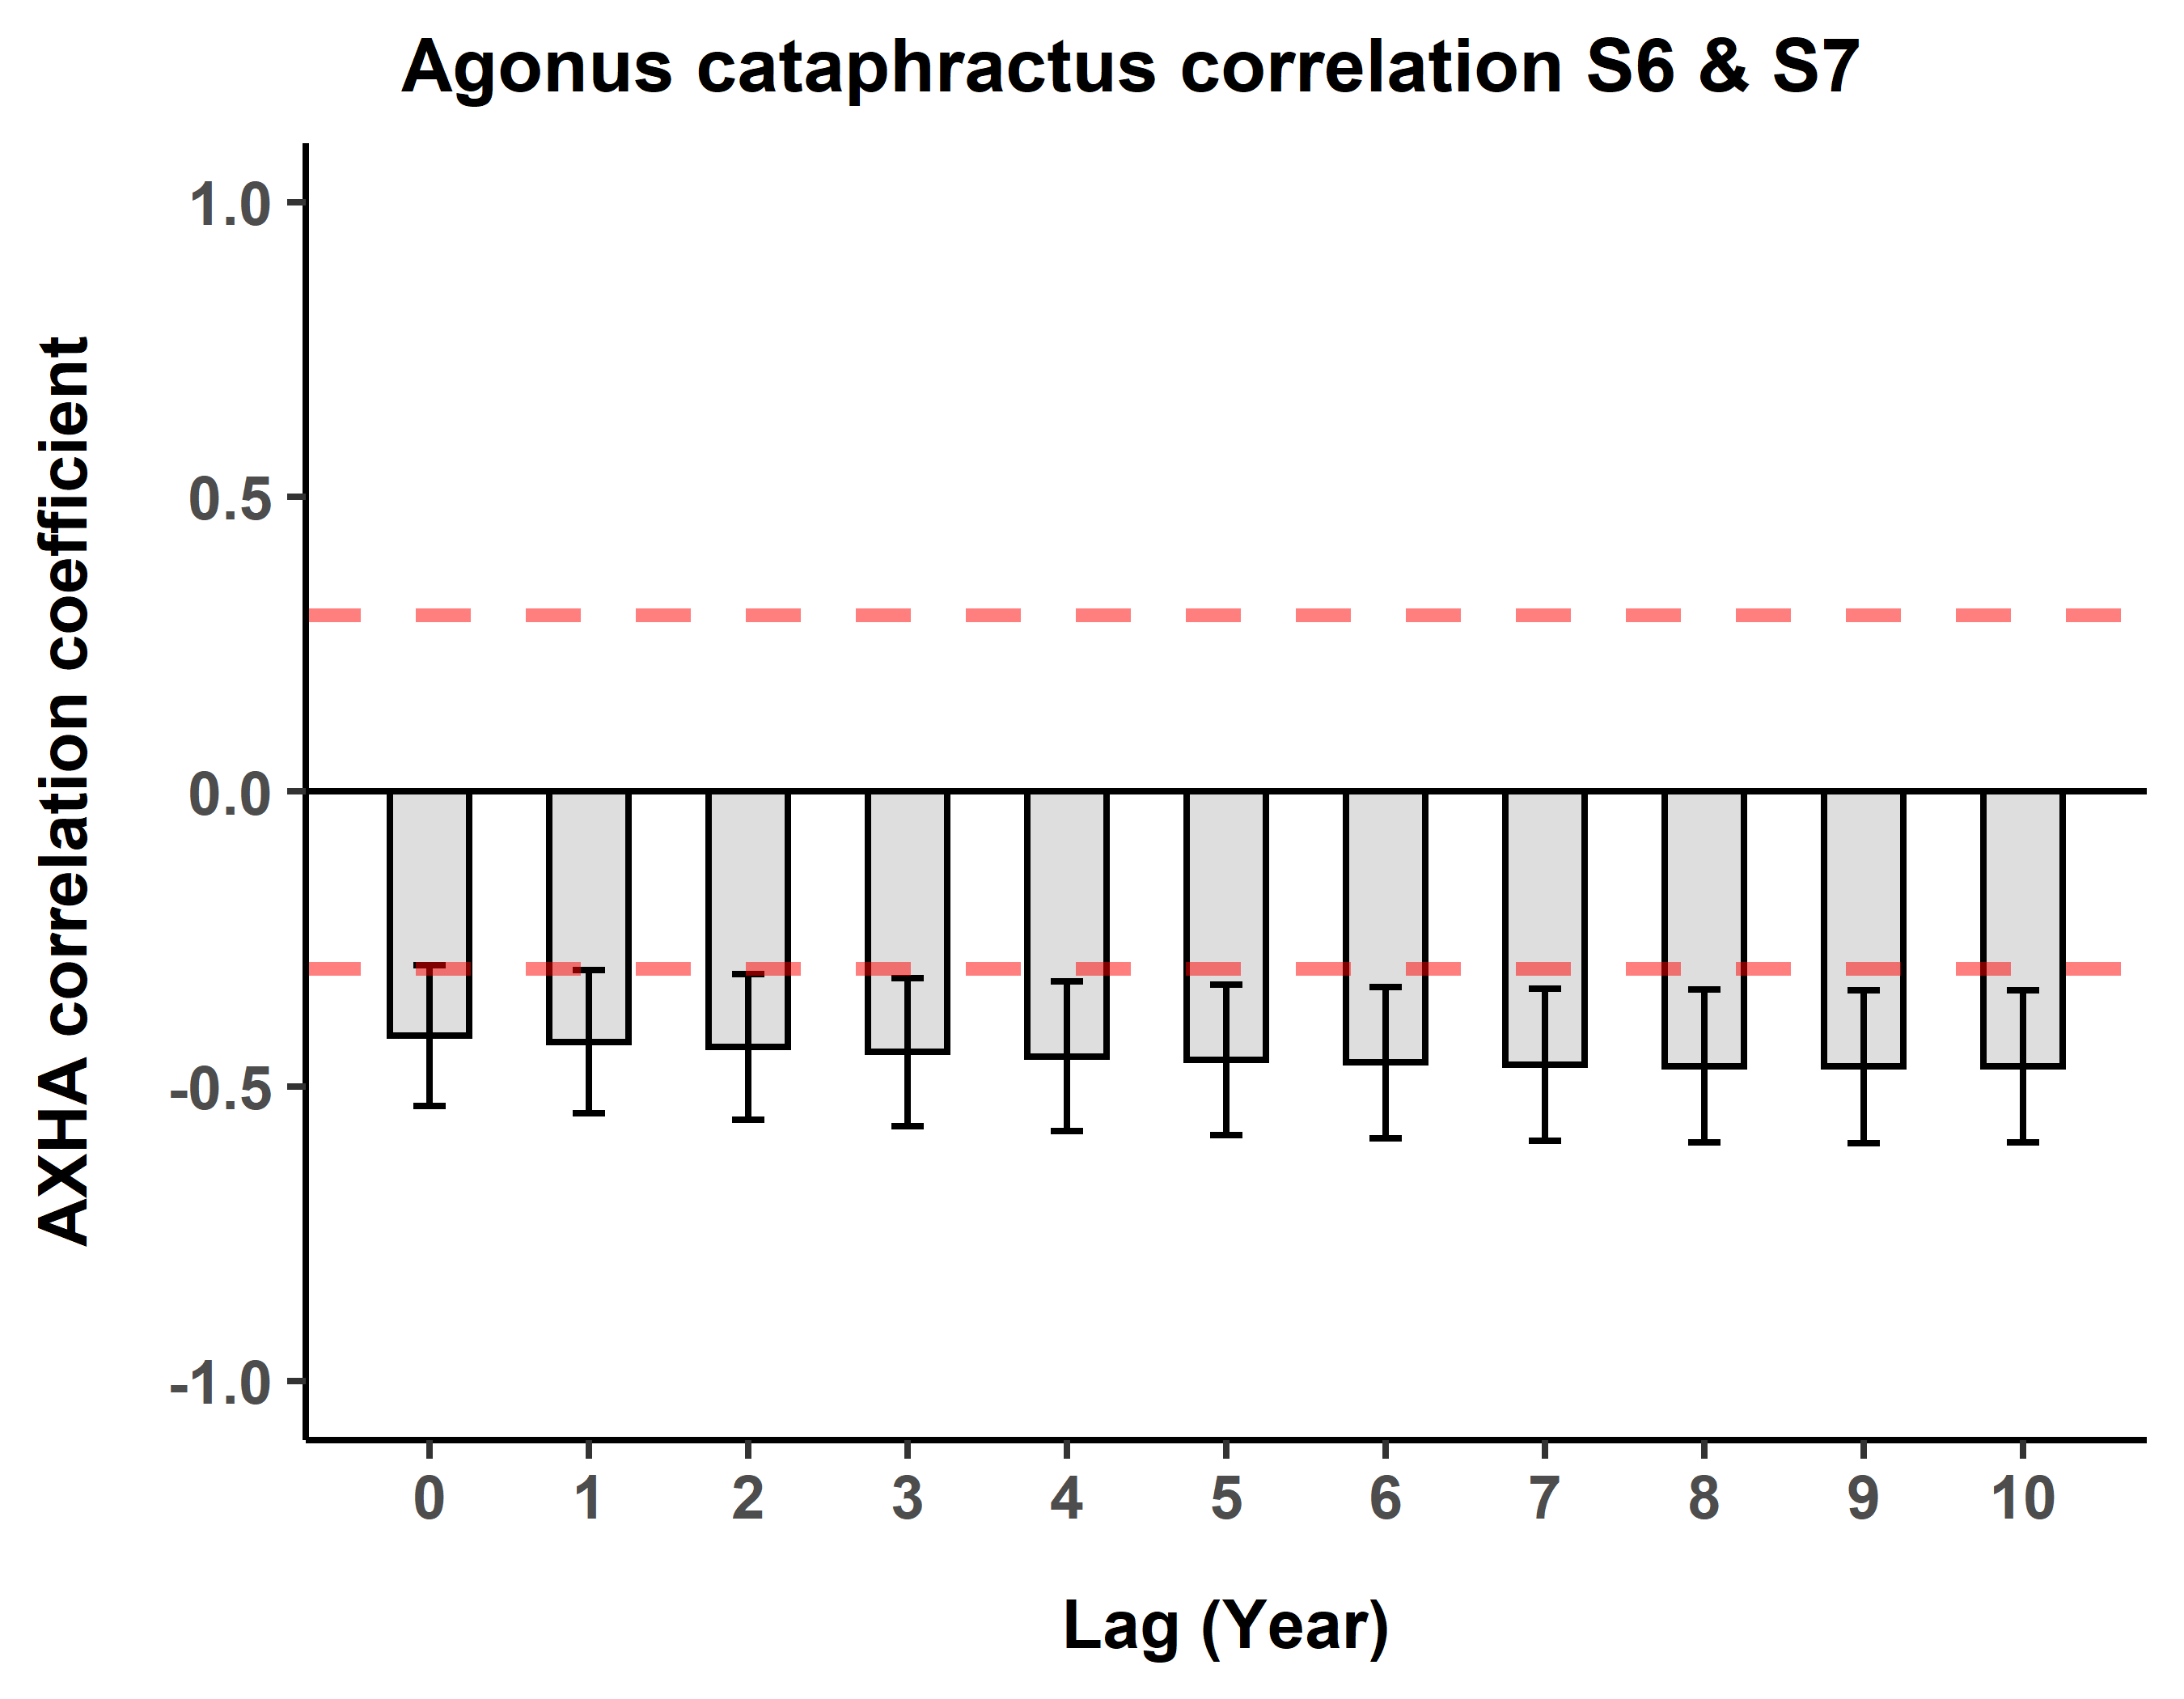 Agonus cataphractus correlation S6 & S7
AXHA correlation coefficient
1.0
0.5
0.0
-0.5
-1.0
0 1 2 3 4 5 6 7 8 9 10
Lag (Year)